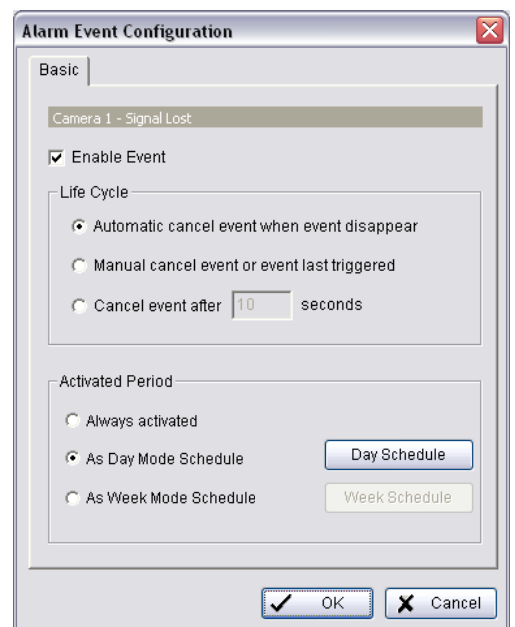 Alarm Event Configuration
Basic
Camera 1 - Signal Lost
Enable Event
Life Cycle
Automatic cancel event when event disappear
Manual cancel event or event last triggered
Cancel event after 10 seconds
Activated Period
Always activated
As Day Mode Schedule Day Schedule
As Week Mode Schedule Week Schedule
OK Cancel